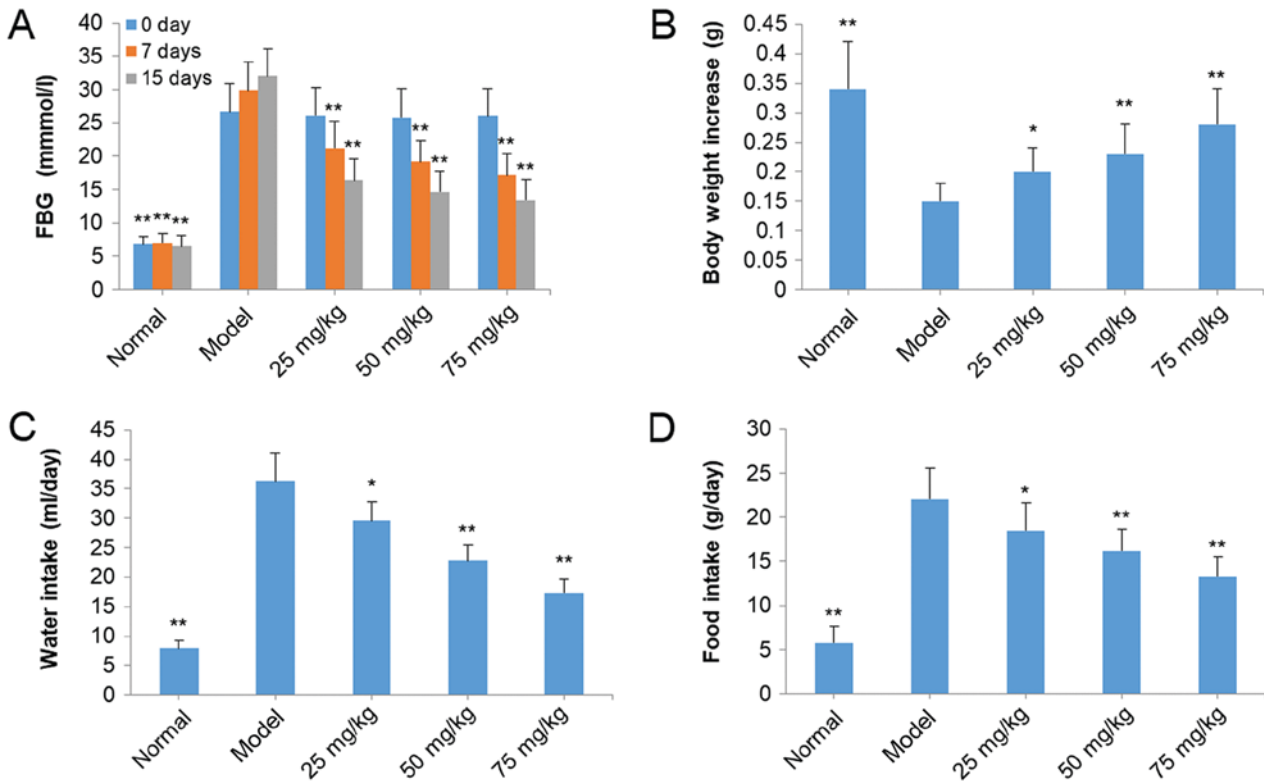 A
0 day
7 days
15 days
FBG (mmmol/l)
40
35
30
25
20
15
10
5
0
** ** **
**
**
**
**
**
**
Normal
Model
25 mg/kg
50 mg/kg
75 mg/kg
B
Body weight increase (g)
0.45
0.4
0.35
0.3
0.25
0.2
0.15
0.1
0.05
0
**
*
**
**
Normal
Model
25 mg/kg
50 mg/kg
75 mg/kg
C
Water intake (ml/day)
45
40
35
30
25
20
15
10
5
0
**
*
**
**
Normal
Model
25 mg/kg
50 mg/kg
75 mg/kg
D
Food intake (g/day)
30
25
20
15
10
5
0
**
*
**
**
Normal
Model
25 mg/kg
50 mg/kg
75 mg/kg